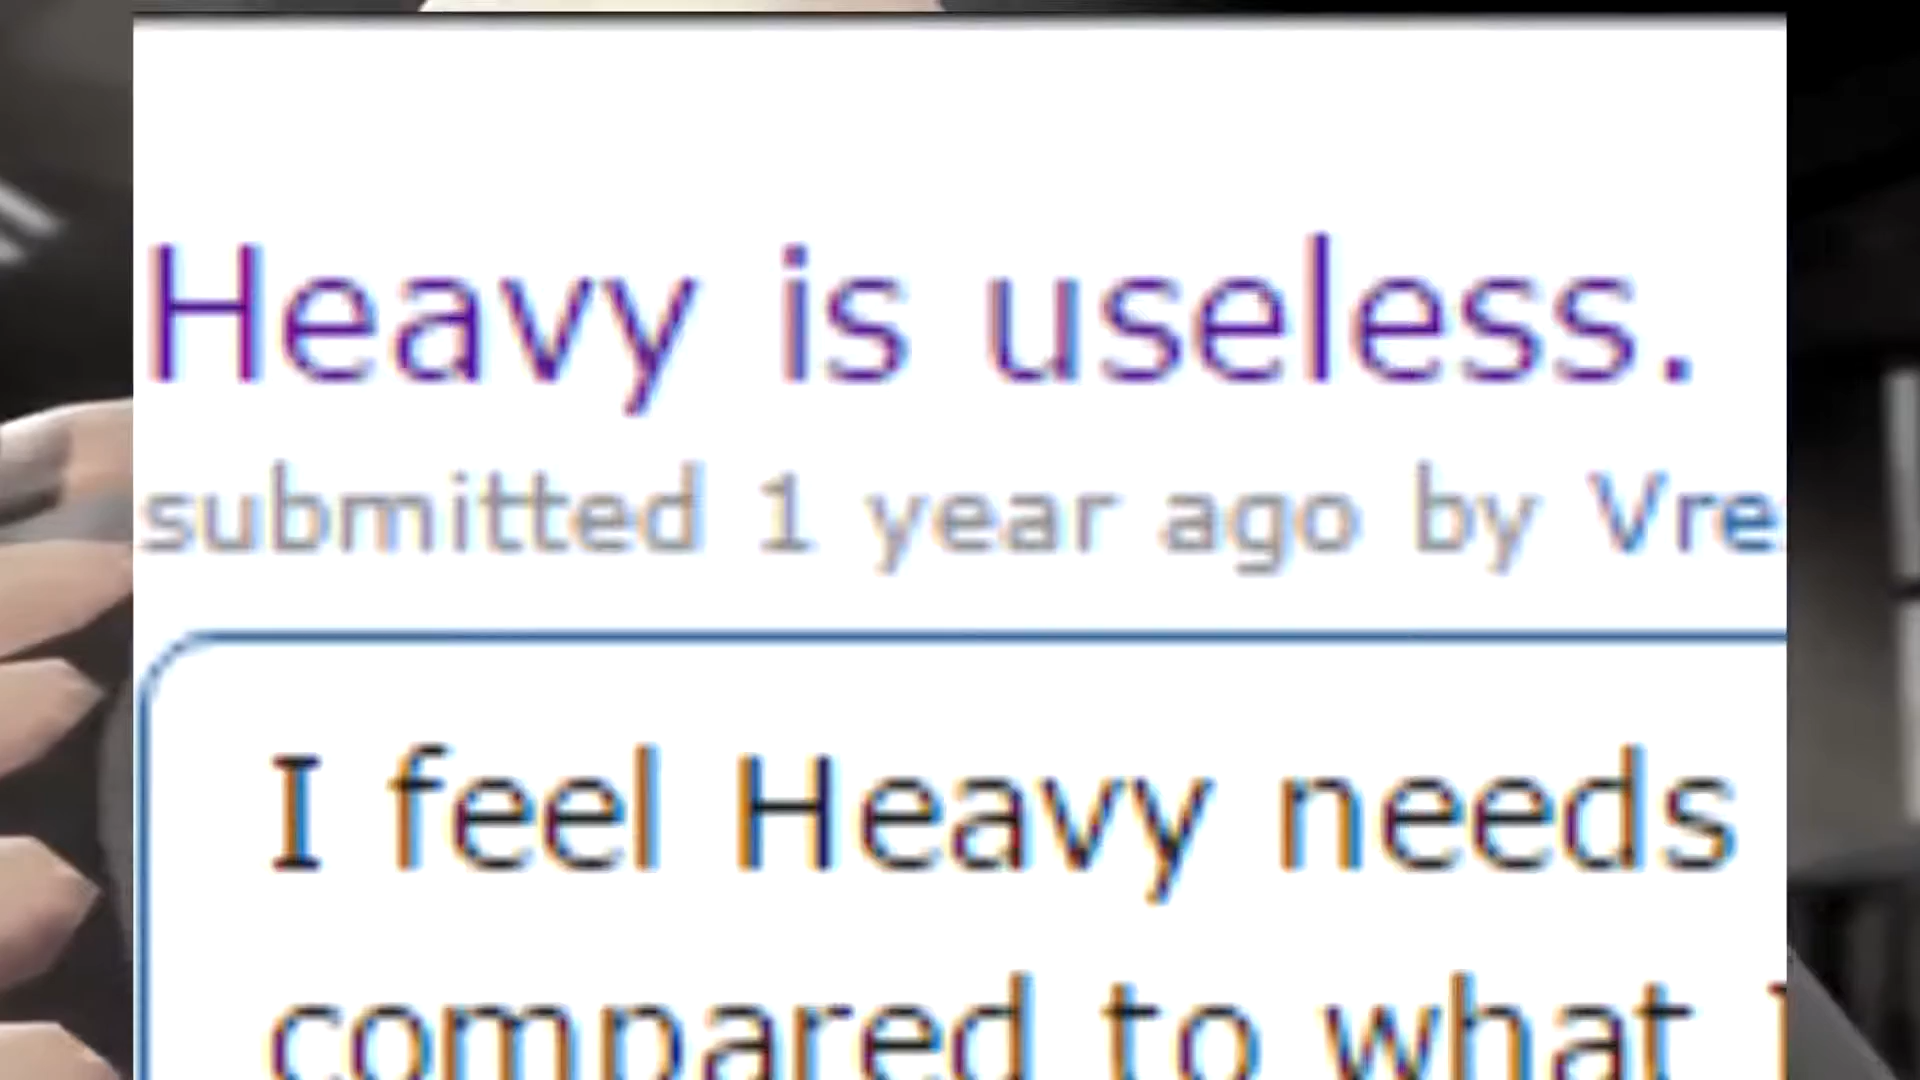 Heavy is useless.
submitted 1 year ago by
I feel Heavy needs
compared to what